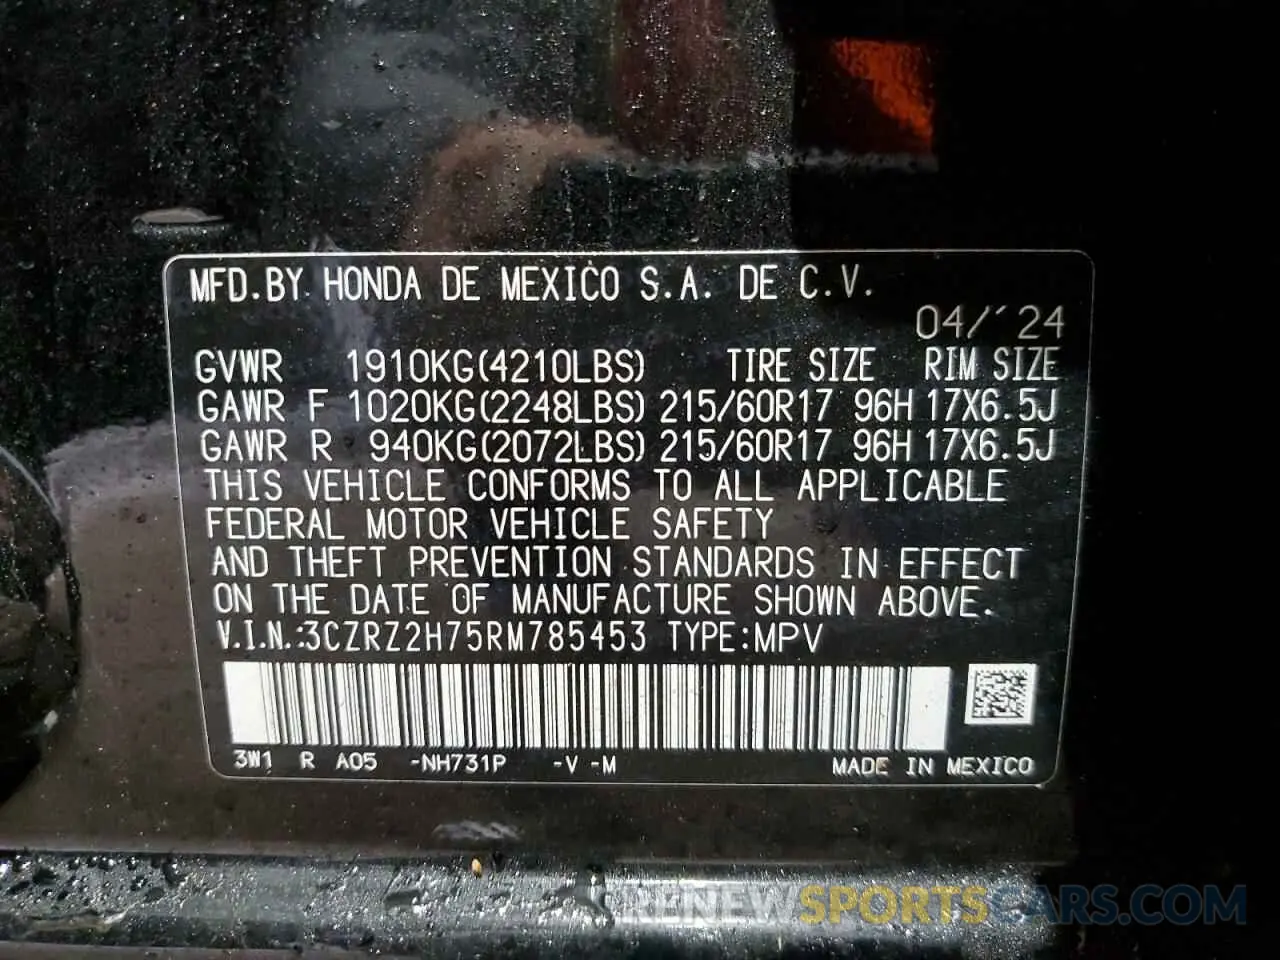 MFD.BY HONDA DE MEXICO S.A. DE C.V.
04/'24
GVWR 1910KG(4210LBS) TIRE SIZE RIM SIZE
GAWR F 1020KG(2248LBS) 215/60R17 96H 17X6.5J
GAWR R 940KG(2072LBS) 215/60R17 96H 17X6.5J
THIS VEHICLE CONFORMS TO ALL APPLICABLE
FEDERAL MOTOR VEHICLE SAFETY
AND THEFT PREVENTION STANDARDS IN EFFECT
ON THE DATE OF MANUFACTURE SHOWN ABOVE.
V.I.N.:3CZRZ2H75RM785453 TYPE:MPV
3W1 R A05 -NH731P -V -M MADE IN MEXICO
RENEWSPORTSCARS.COM